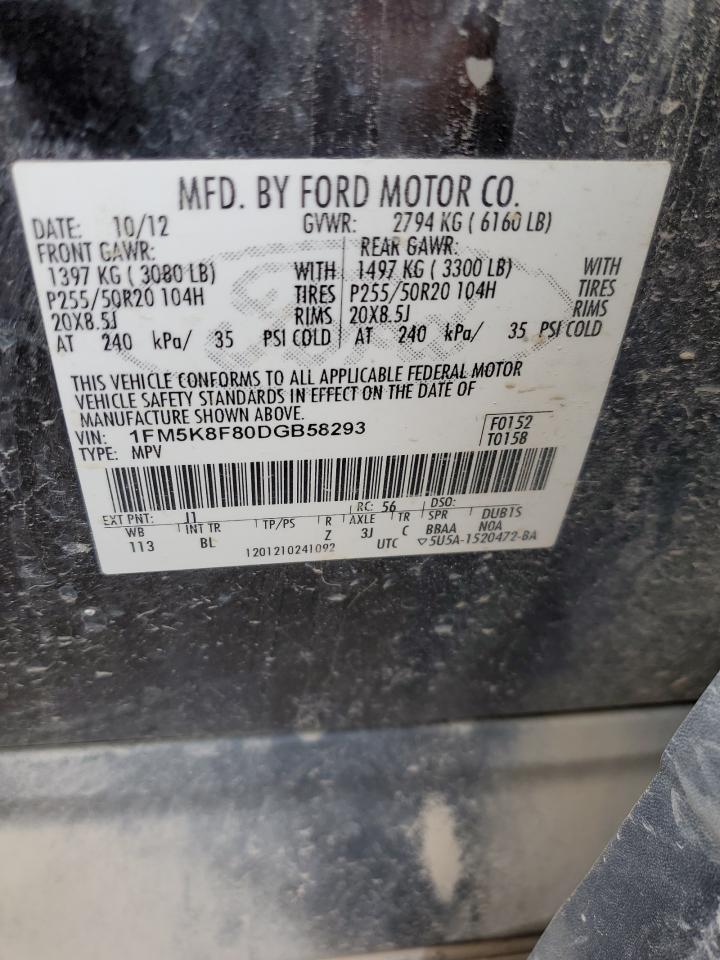 MFD. BY FORD MOTOR CO.
DATE: 10/12 GVWR: 2794 KG ( 6160 LB)
FRONT GAWR: REAR GAWR:
1397 KG ( 3080 LB) WITH 1497 KG ( 3300 LB) WITH
P255/50R20 104H TIRES P255/50R20 104H TIRES
20X8.5J RIMS 20X8.5J RIMS
AT 240 kPa/ 35 PSI COLD AT 240 kPa/ 35 PSI COLD
THIS VEHICLE CONFORMS TO ALL APPLICABLE FEDERAL MOTOR
VEHICLE SAFETY STANDARDS IN EFFECT ON THE DATE OF
MANUFACTURE SHOWN ABOVE.
VIN: 1FM5K8F80DGB58293 F0152
TYPE: MPV T0158
EXT PNT: J1 RC: 56 DSO:
WB INT TR TP/PS R AXLE TR SPR DUBTS
113 BL Z 3J C BBAA N0A
1201210241092 UTC ▽5U5A-1520472-BA